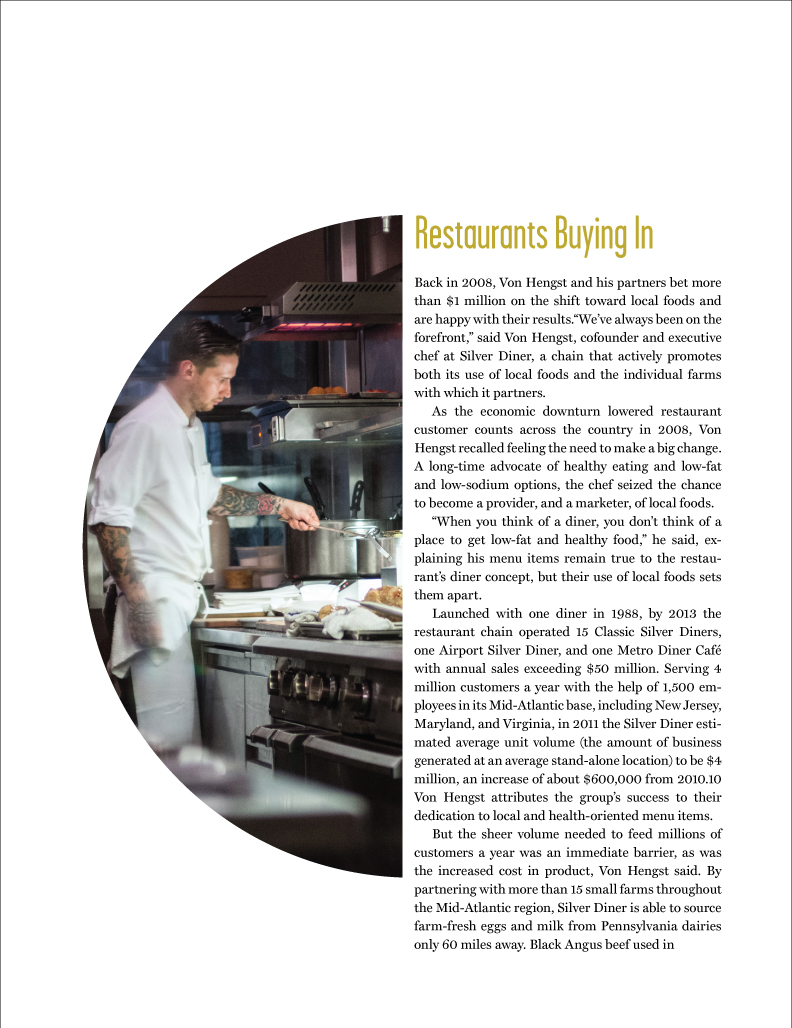 Restaurants Buying In
Back in 2008, Von Hengst and his partners bet more
than $1 million on the shift toward local foods and
are happy with their results.“We’ve always been on the
forefront,” said Von Hengst, cofounder and executive
chef at Silver Diner, a chain that actively promotes
both its use of local foods and the individual farms
with which it partners.
As the economic downturn lowered restaurant
customer counts across the country in 2008, Von
Hengst recalled feeling the need to make a big change.
A long-time advocate of healthy eating and low-fat
and low-sodium options, the chef seized the chance
to become a provider, and a marketer, of local foods.
“When you think of a diner, you don’t think of a
place to get low-fat and healthy food,” he said, ex-
plaining his menu items remain true to the restau-
rant’s diner concept, but their use of local foods sets
them apart.
Launched with one diner in 1988, by 2013 the
restaurant chain operated 15 Classic Silver Diners,
one Airport Silver Diner, and one Metro Diner Café
with annual sales exceeding $50 million. Serving 4
million customers a year with the help of 1,500 em-
ployees in its Mid-Atlantic base, including New Jersey,
Maryland, and Virginia, in 2011 the Silver Diner esti-
mated average unit volume (the amount of business
generated at an average stand-alone location) to be $4
million, an increase of about $600,000 from 2010.10
Von Hengst attributes the group’s success to their
dedication to local and health-oriented menu items.
But the sheer volume needed to feed millions of
customers a year was an immediate barrier, as was
the increased cost in product, Von Hengst said. By
partnering with more than 15 small farms throughout
the Mid-Atlantic region, Silver Diner is able to source
farm-fresh eggs and milk from Pennsylvania dairies
only 60 miles away. Black Angus beef used in